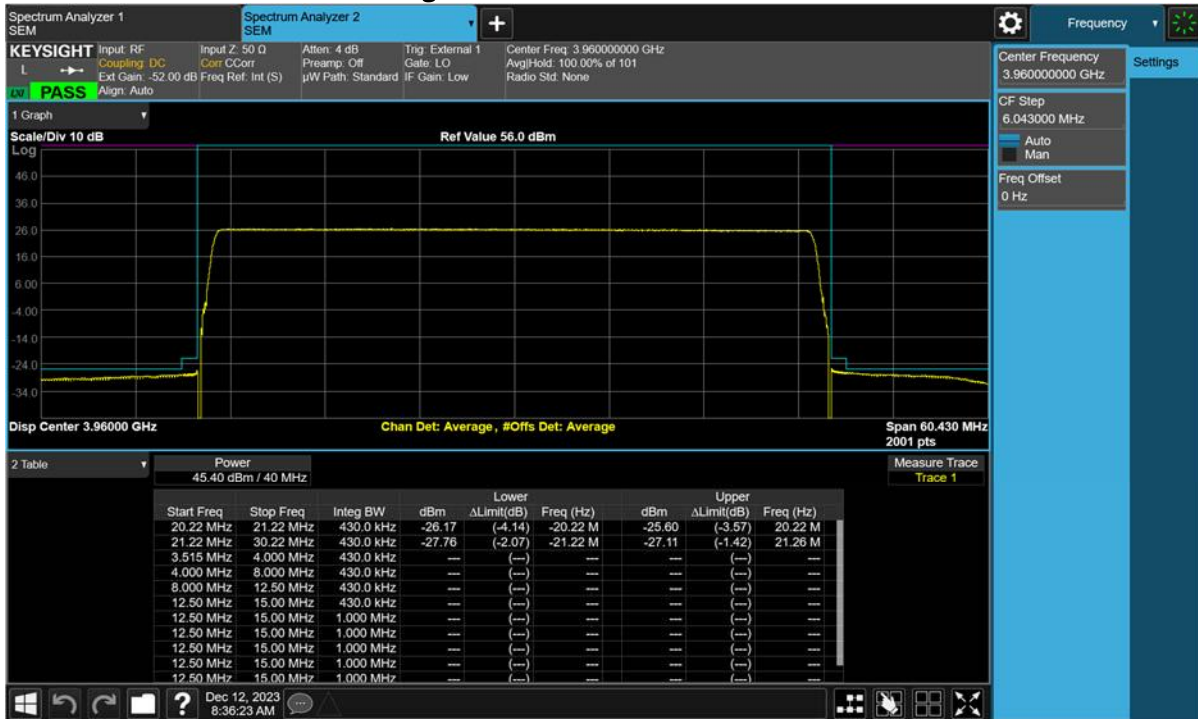 Spectrum Analyzer 1
SEM
Spectrum Analyzer 2
SEM
Frequency
KEYSIGHT
L
PASS
Input: RF
Coupling: DC
Ext Gain: -52.00 dB
Align: Auto
Input Z: 50 Ω
Corr CCorr
Freq Ref: Int (S)
Atten: 4 dB
Preamp: Off
µW Path: Standard
Trig: External 1
Gate: LO
IF Gain: Low
Center Freq: 3.960000000 GHz
Avg|Hold: 100.00% of 101
Radio Std: None
Center Frequency
3.960000000 GHz
Settings
CF Step
6.043000 MHz
Auto
Man
Freq Offset
0 Hz
1 Graph
Scale/Div 10 dB
Ref Value 56.0 dBm
Log
46.0
36.0
26.0
16.0
6.00
-4.00
-14.0
-24.0
-34.0
Disp Center 3.96000 GHz
Chan Det: Average, #Offs Det: Average
Span 60.430 MHz
2001 pts
2 Table
Power
45.40 dBm / 40 MHz
Measure Trace
Trace 1
Lower Upper
Start Freq Stop Freq Integ BW dBm ΔLimit(dB) Freq (Hz) dBm ΔLimit(dB) Freq (Hz)
20.22 MHz 21.22 MHz 430.0 kHz -26.17 (-4.14) -20.22 M -25.60 (-3.57) 20.22 M
21.22 MHz 30.22 MHz 430.0 kHz -27.76 (-2.07) -21.22 M -27.11 (-1.42) 21.26 M
3.515 MHz 4.000 MHz 430.0 kHz --- (---) --- --- (---) ---
4.000 MHz 8.000 MHz 430.0 kHz --- (---) --- --- (---) ---
8.000 MHz 12.50 MHz 430.0 kHz --- (---) --- --- (---) ---
12.50 MHz 15.00 MHz 430.0 kHz --- (---) --- --- (---) ---
12.50 MHz 15.00 MHz 1.000 MHz --- (---) --- --- (---) ---
12.50 MHz 15.00 MHz 1.000 MHz --- (---) --- --- (---) ---
12.50 MHz 15.00 MHz 1.000 MHz --- (---) --- --- (---) ---
12.50 MHz 15.00 MHz 1.000 MHz --- (---) --- --- (---) ---
12.50 MHz 15.00 MHz 1.000 MHz --- (---) --- --- (---) ---
Dec 12, 2023
8:36:23 AM